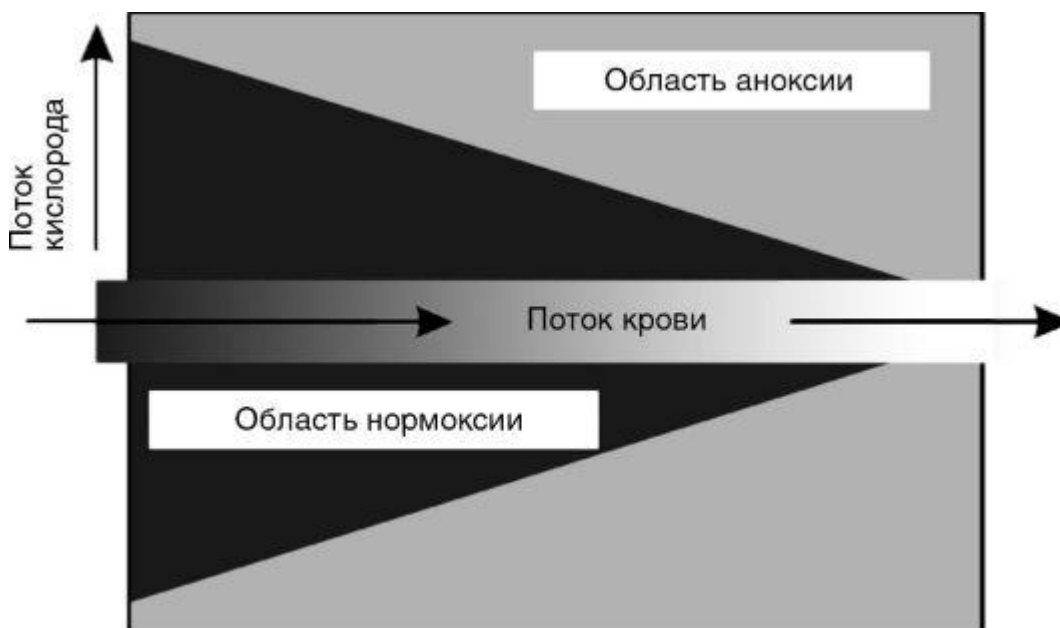 Область аноксии
Поток
кислорода
Поток крови
Область нормоксии